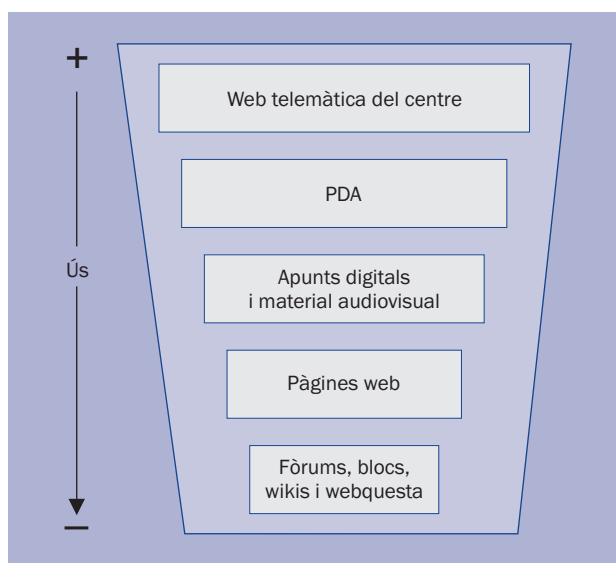 +
Web telemàtica del centre
PDA
Ús
Apunts digitals
i material audiovisual
Pàgines web
Fòrums, blocs,
wikis i webquesta
–